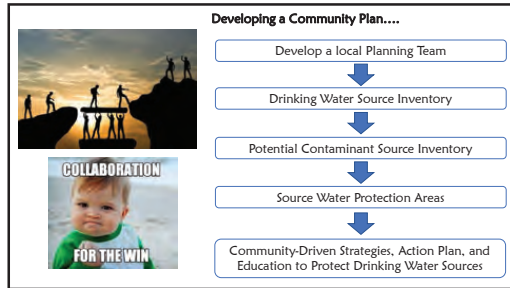 Developing a Community Plan....
Develop a local Planning Team
Drinking Water Source Inventory
Potential Contaminant Source Inventory
Source Water Protection Areas
Community-Driven Strategies, Action Plan, and
Education to Protect Drinking Water Sources
COLLABORATION
FOR THE WIN